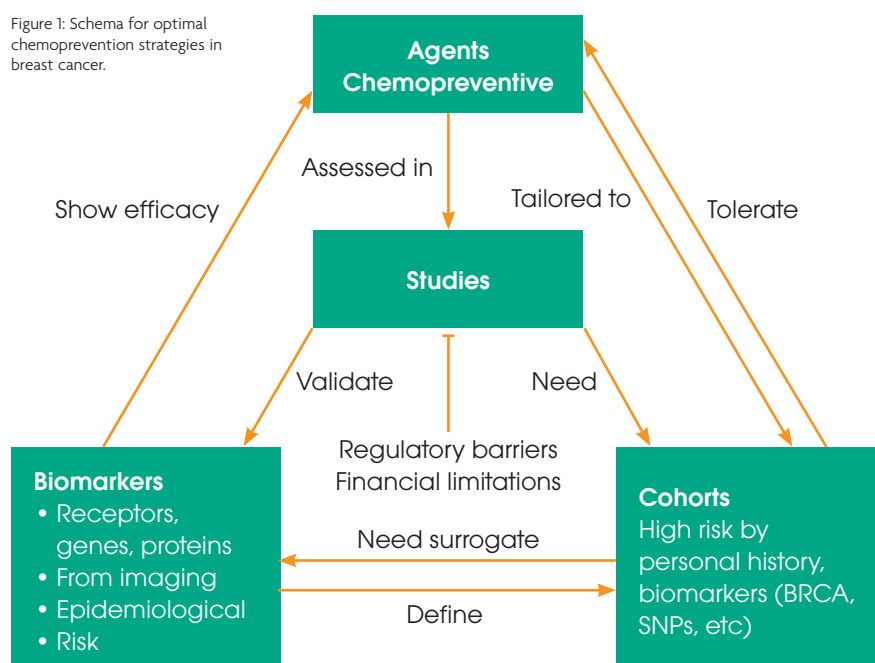 Figure 1: Schema for optimal
chemoprevention strategies in
breast cancer.
Agents
Chemopreventive
Assessed in
Show efficacy
Tailored to
Tolerate
Studies
Validate
Need
Regulatory barriers
Financial limitations
Biomarkers
• Receptors,
genes, proteins
• From imaging
• Epidemiological
• Risk
Need surrogate
Define
Cohorts
High risk by
personal history,
biomarkers (BRCA,
SNPs, etc)